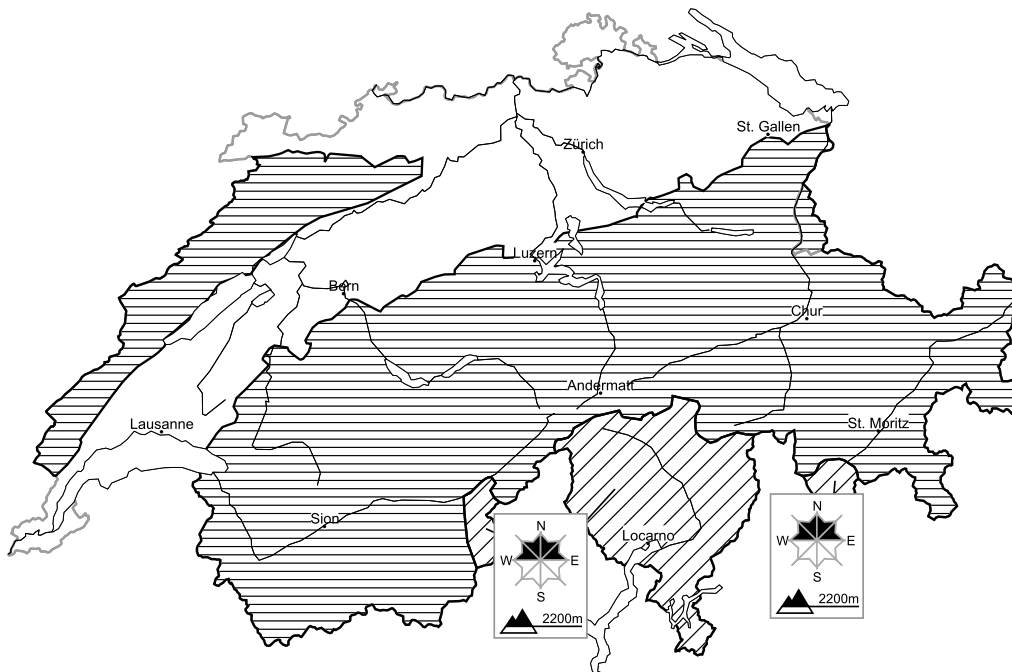 St. Gallen
Zürich
Luzern
Bern
Chur
Andermatt
St. Moritz
Lausanne
Sion
Locarno
N
W E
S
2200m
N
W E
S
2200m